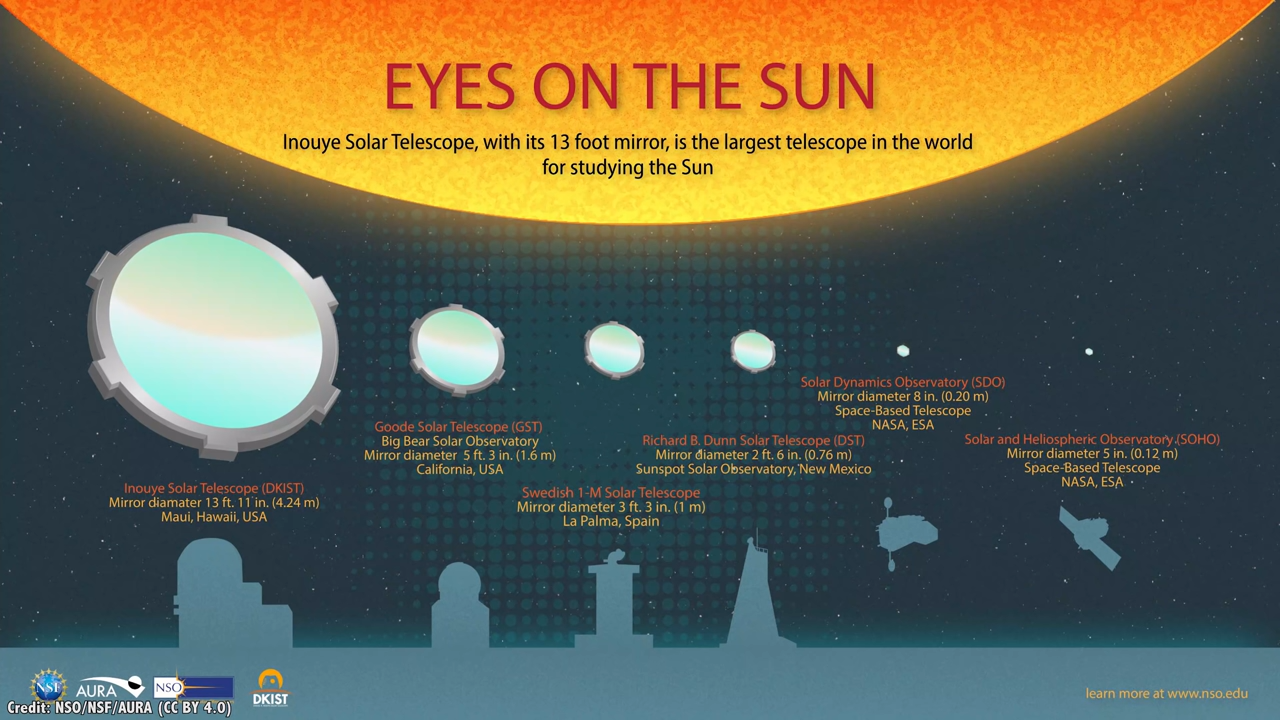 EYES ON THE SUN
Inouye Solar Telescope, with its 13 foot mirror, is the largest telescope in the world
for studying the Sun
Inouye Solar Telescope (DKIST)
Mirror diamater 13 ft. 11 in. (4.24 m)
Maui, Hawaii, USA
Goode Solar Telescope (GST)
Big Bear Solar Observatory
Mirror diameter 5 ft. 3 in. (1.6 m)
California, USA
Swedish 1-M Solar Telescope
Mirror diameter 3 ft. 3 in. (1 m)
La Palma, Spain
Richard B. Dunn Solar Telescope (DST)
Mirror diameter 2 ft. 6 in. (0.76 m)
Sunspot Solar Observatory, New Mexico
Solar Dynamics Observatory (SDO)
Mirror diameter 8 in. (0.20 m)
Space-Based Telescope
NASA, ESA
Solar and Heliospheric Observatory (SOHO)
Mirror diameter 5 in. (0.12 m)
Space-Based Telescope
NASA, ESA
NSF
AURA
NSO
DKIST
Credit: NSO/NSF/AURA (CC BY 4.0)
learn more at www.nso.edu